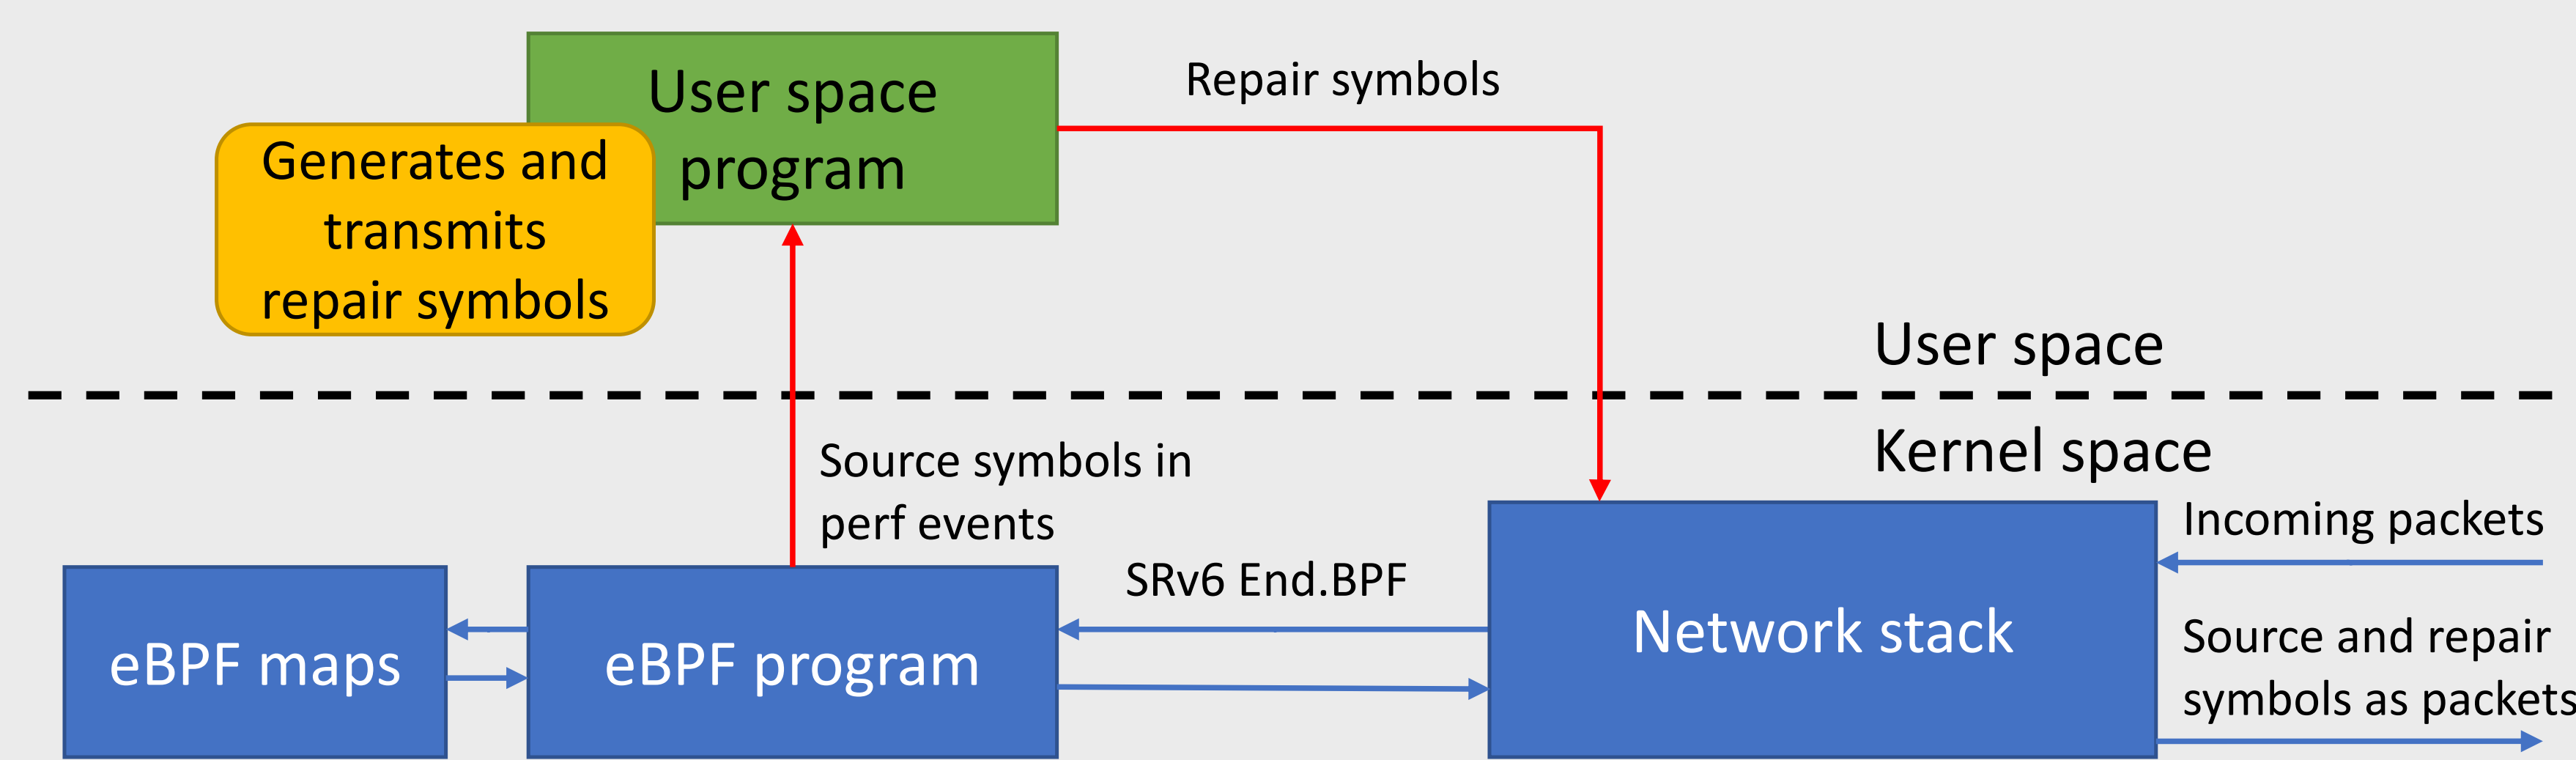 User space
program
Repair symbols
Generates and
transmits
repair symbols
User space
Kernel space
Source symbols in
perf events
Incoming packets
SRv6 End.BPF
eBPF maps
eBPF program
Network stack
Source and repair
symbols as packets